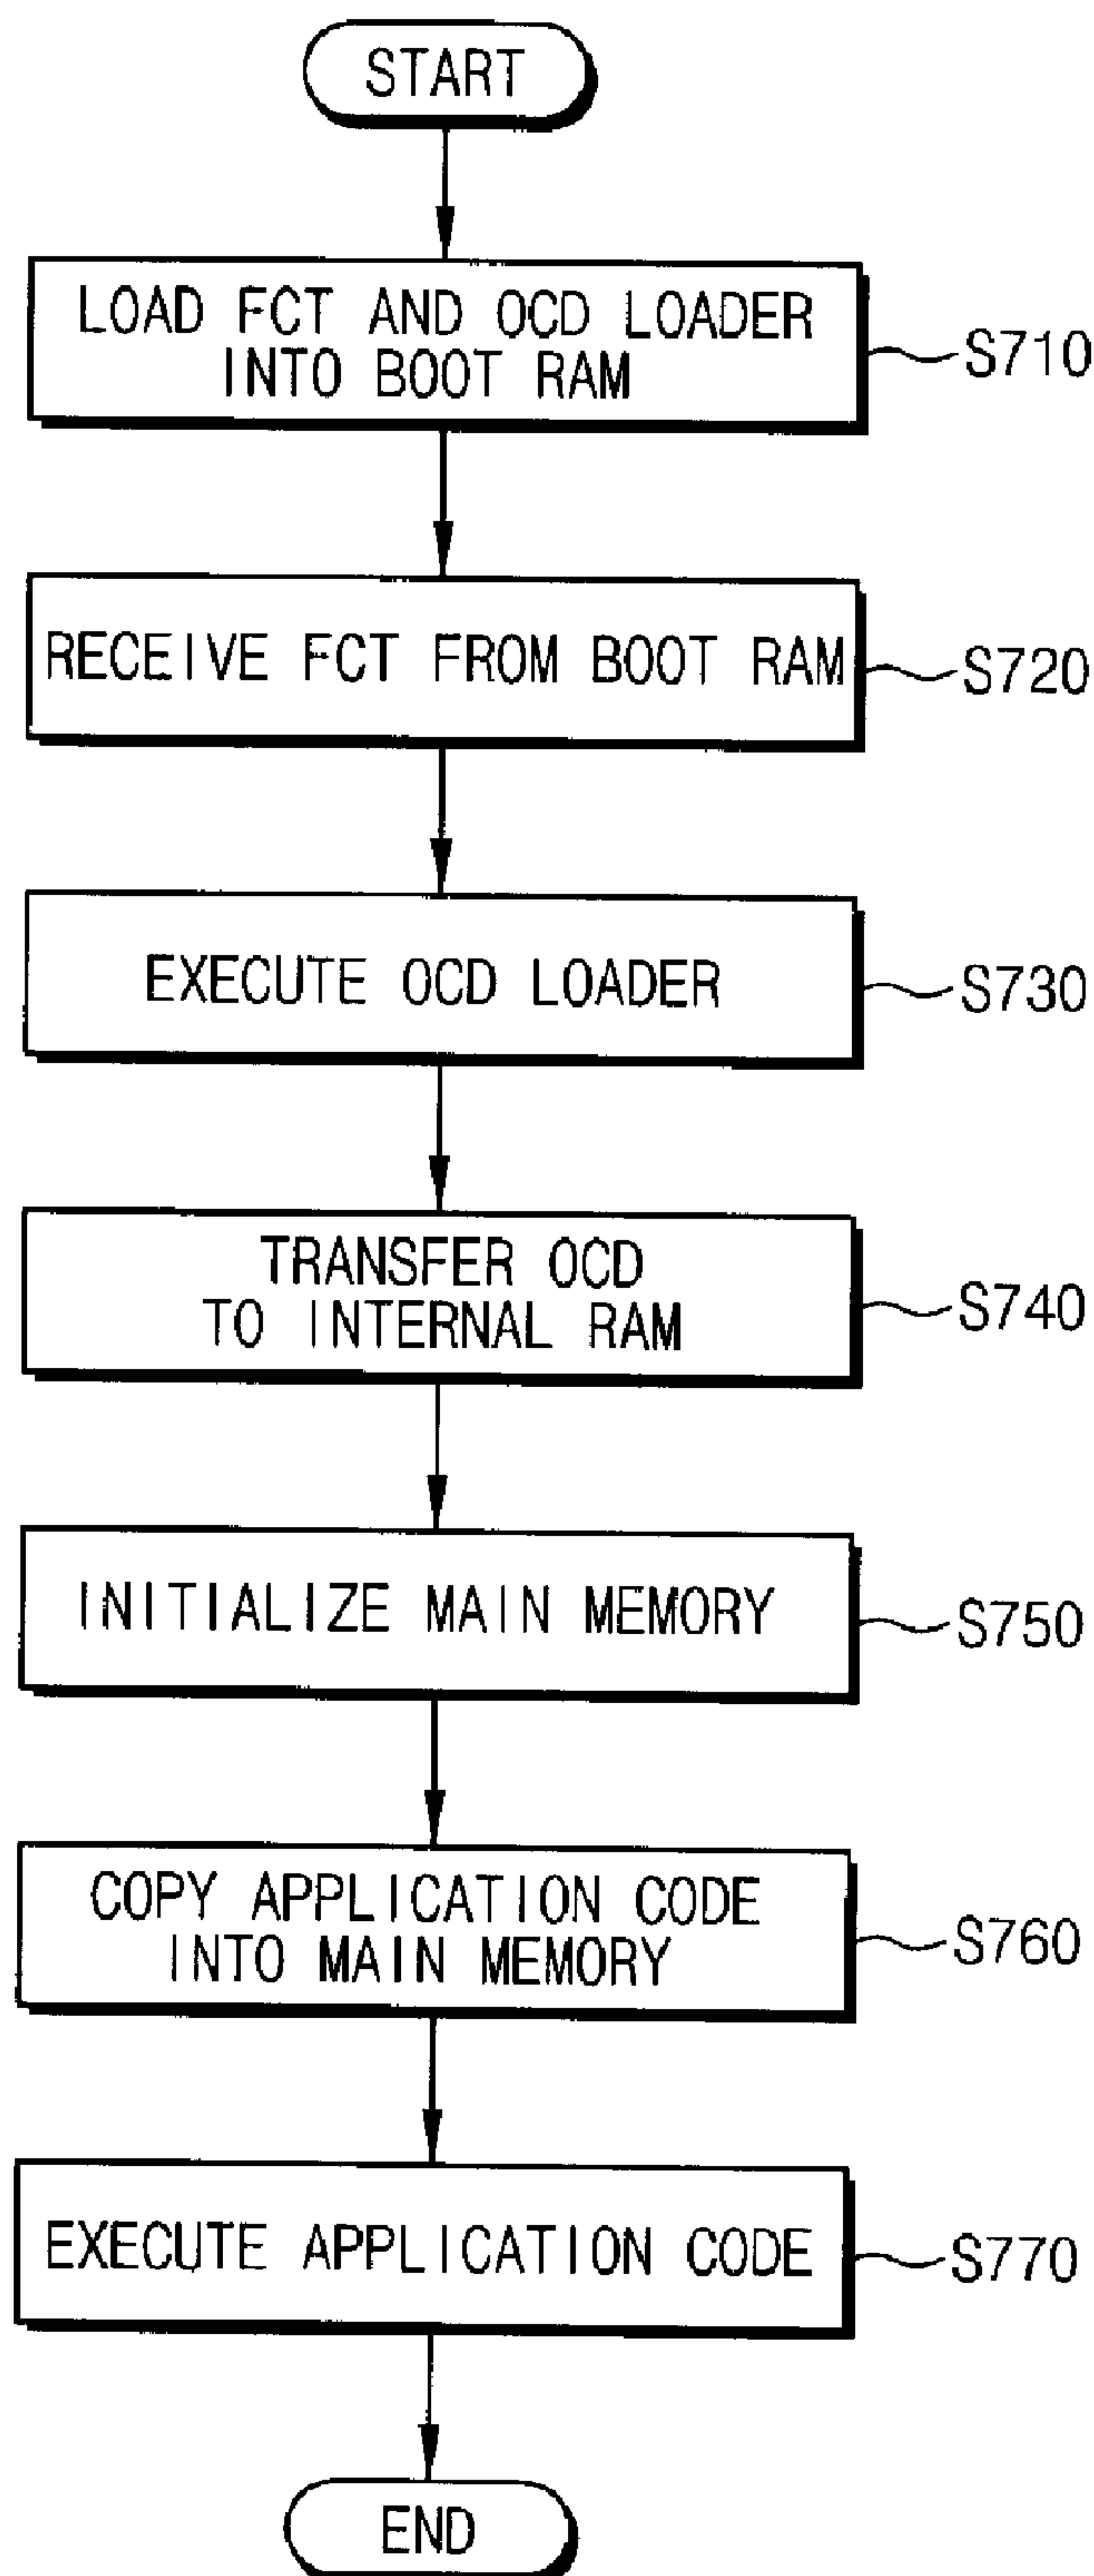 START
LOAD FCT AND OCD LOADER
INTO BOOT RAM
S710
RECEIVE FCT FROM BOOT RAM
S720
EXECUTE OCD LOADER
S730
TRANSFER OCD
TO INTERNAL RAM
S740
INITIALIZE MAIN MEMORY
S750
COPY APPLICATION CODE
INTO MAIN MEMORY
S760
EXECUTE APPLICATION CODE
S770
END